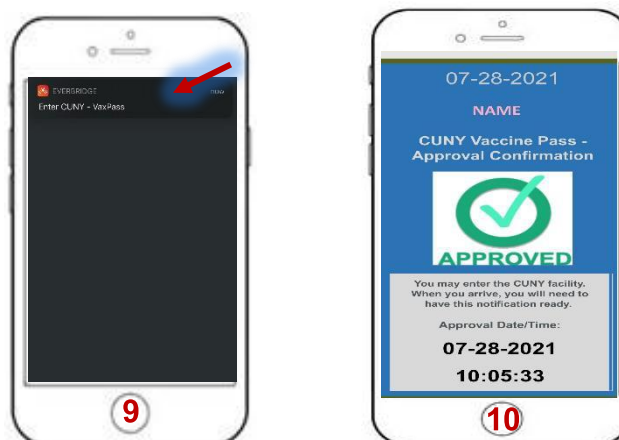 EVERBRIDGE
now
Enter CUNY - VaxPass
9
07-28-2021
NAME
CUNY Vaccine Pass -
Approval Confirmation
APPROVED
You may enter the CUNY facility.
When you arrive, you will need to
have this notification ready.
Approval Date/Time:
07-28-2021
10:05:33
10